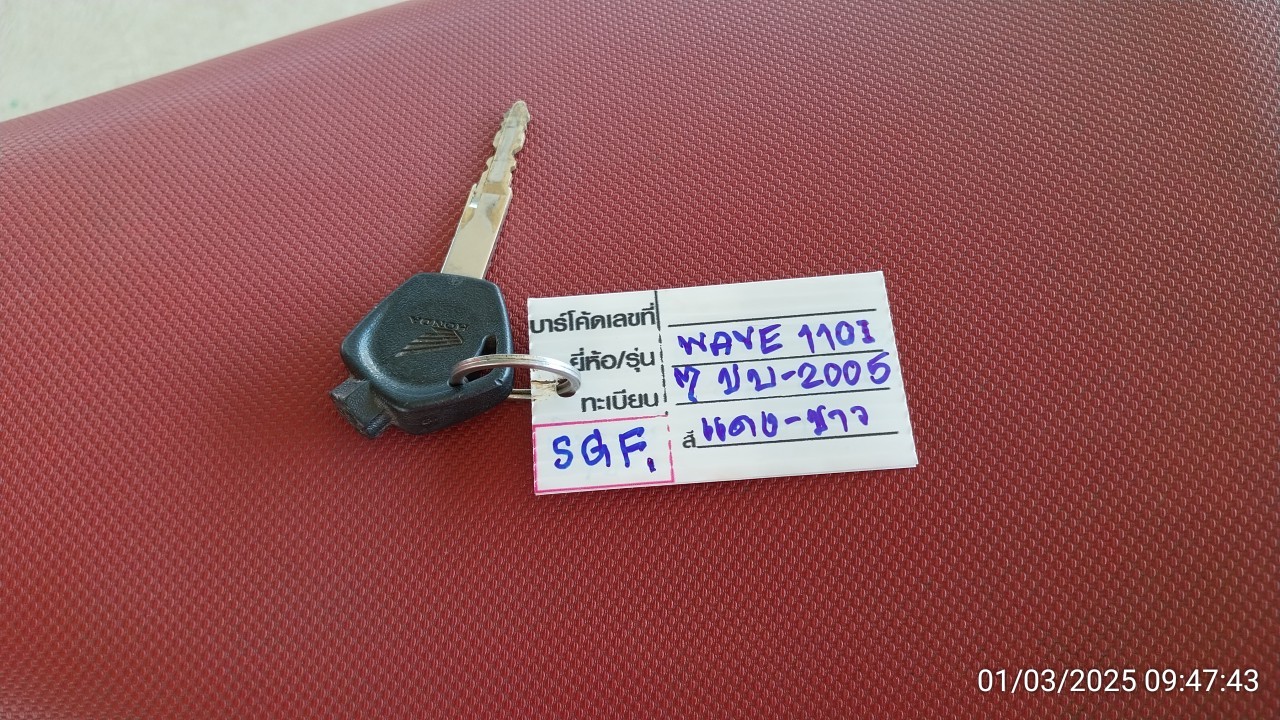 HONDA
บาร์โค้ดเลขที่
ยี่ห้อ/รุ่น WAVE 110I
ทะเบียน 7 ขบ-2005
SGF. สี แดง-ขาว
01/03/2025 09:47:43